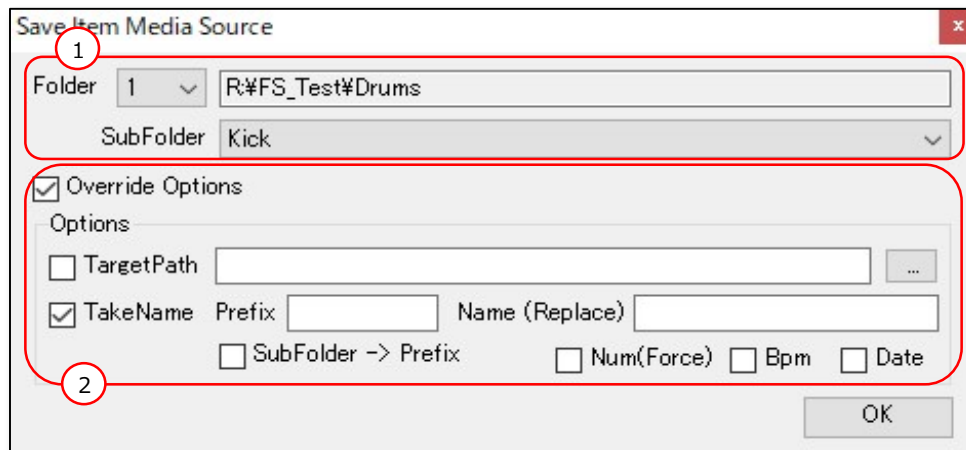 Save Item Media Source x
1
Folder 1 R:¥FS_Test¥Drums
SubFolder Kick
Override Options
Options
TargetPath ...
TakeName Prefix Name (Replace)
SubFolder -> Prefix Num(Force) Bpm Date
2
OK